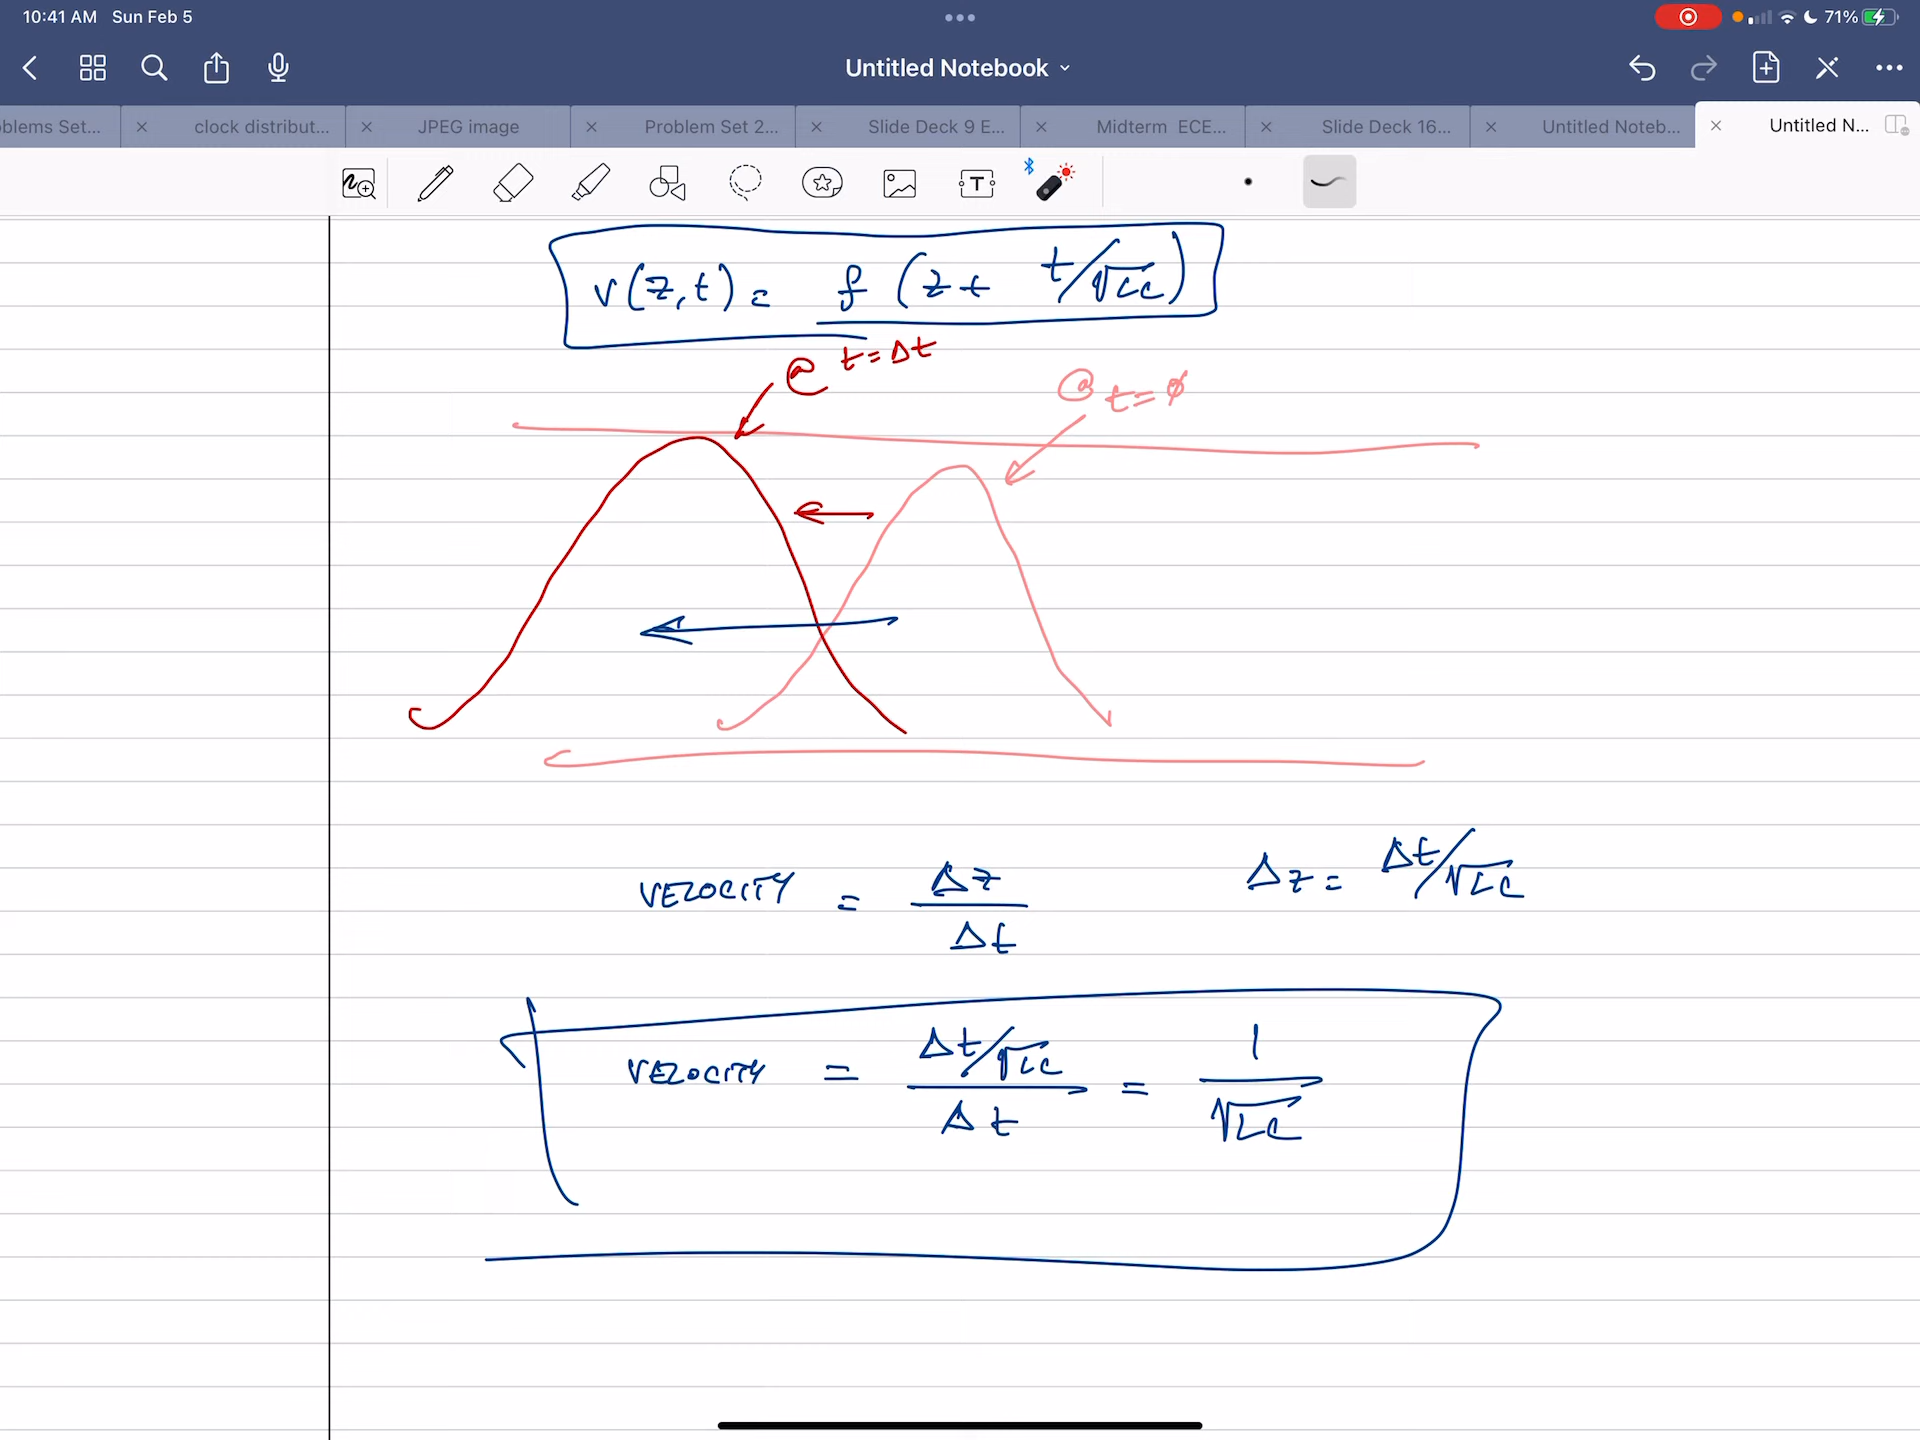 10:41 AM Sun Feb 5
71%
Untitled Notebook
blems Set...
clock distribut...
JPEG image
Problem Set 2...
Slide Deck 9 E...
Midterm ECE...
Slide Deck 16...
Untitled Noteb...
Untitled N...
T
v(z,t) = f (z + t/√LC)
@ t = Δt
@ t = ∅
VELOCITY = Δz / Δt
Δz = Δt/√LC
VELOCITY = Δt/√LC / Δt = 1 / √LC